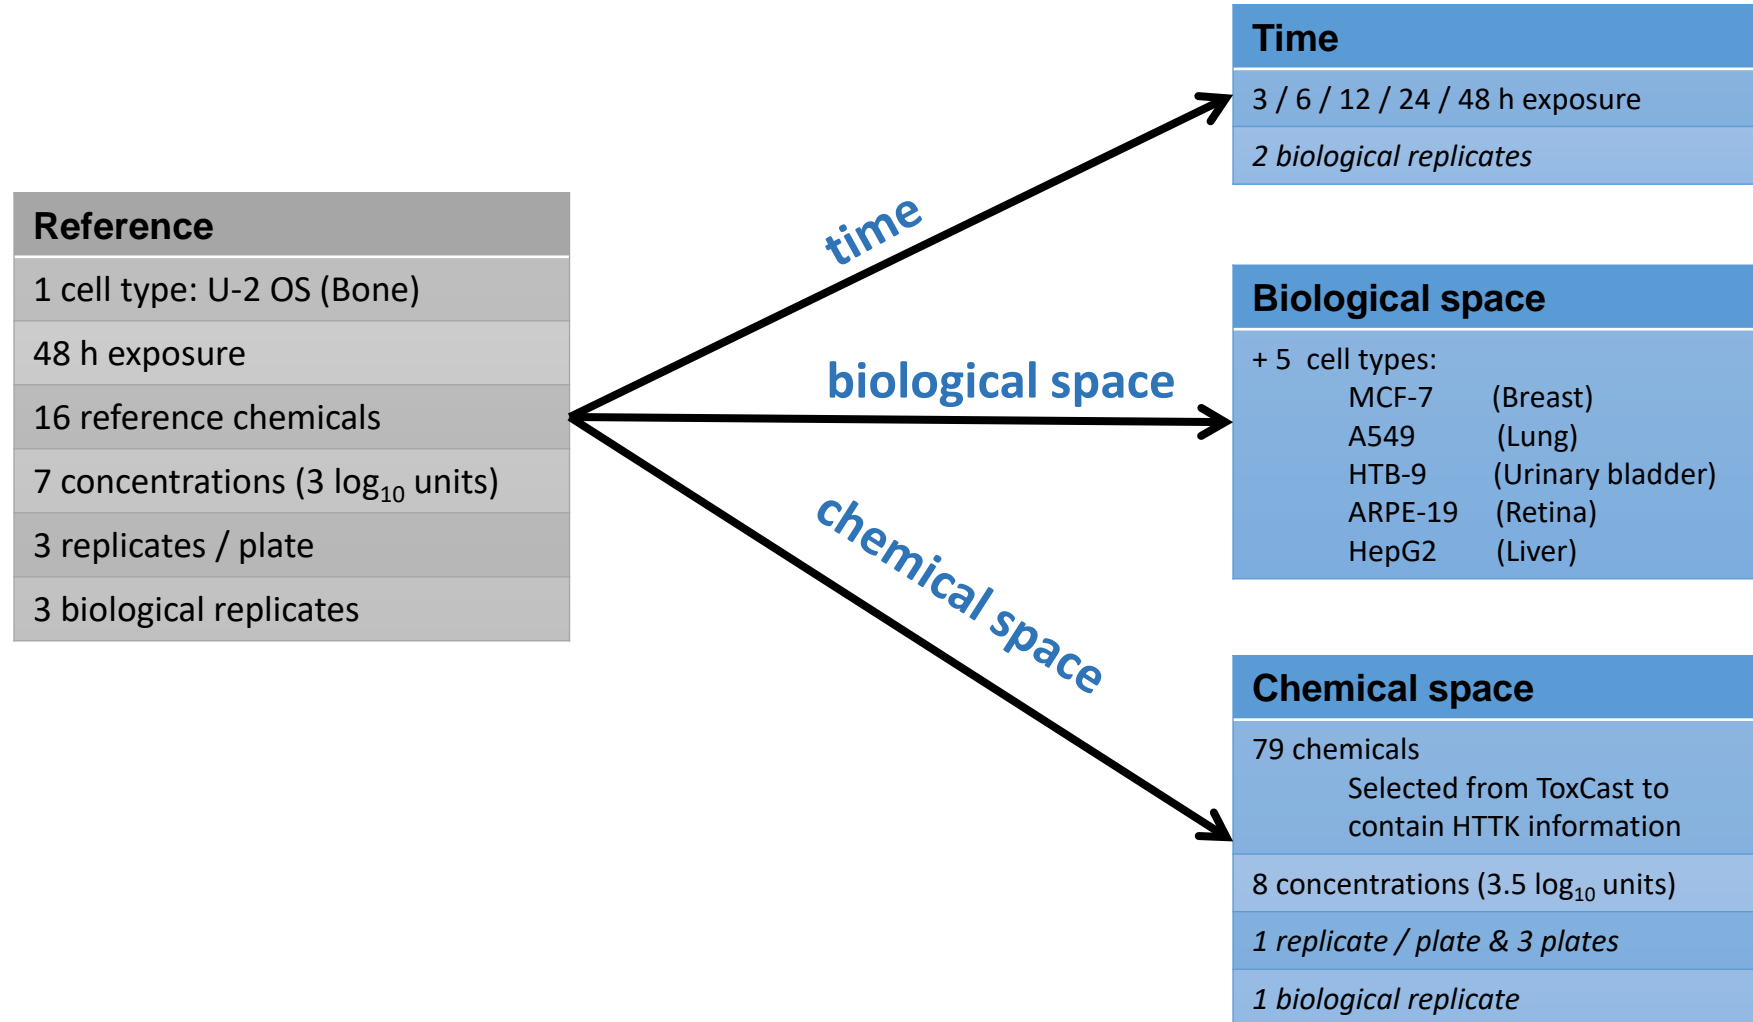 Reference
1 cell type: U-2 OS (Bone)
48 h exposure
16 reference chemicals
7 concentrations (3 log₁₀ units)
3 replicates / plate
3 biological replicates
time
biological space
chemical space
Time
3 / 6 / 12 / 24 / 48 h exposure
2 biological replicates
Biological space
+ 5 cell types:
MCF-7 (Breast)
A549 (Lung)
HTB-9 (Urinary bladder)
ARPE-19 (Retina)
HepG2 (Liver)
Chemical space
79 chemicals
Selected from ToxCast to
contain HTTK information
8 concentrations (3.5 log₁₀ units)
1 replicate / plate & 3 plates
1 biological replicate